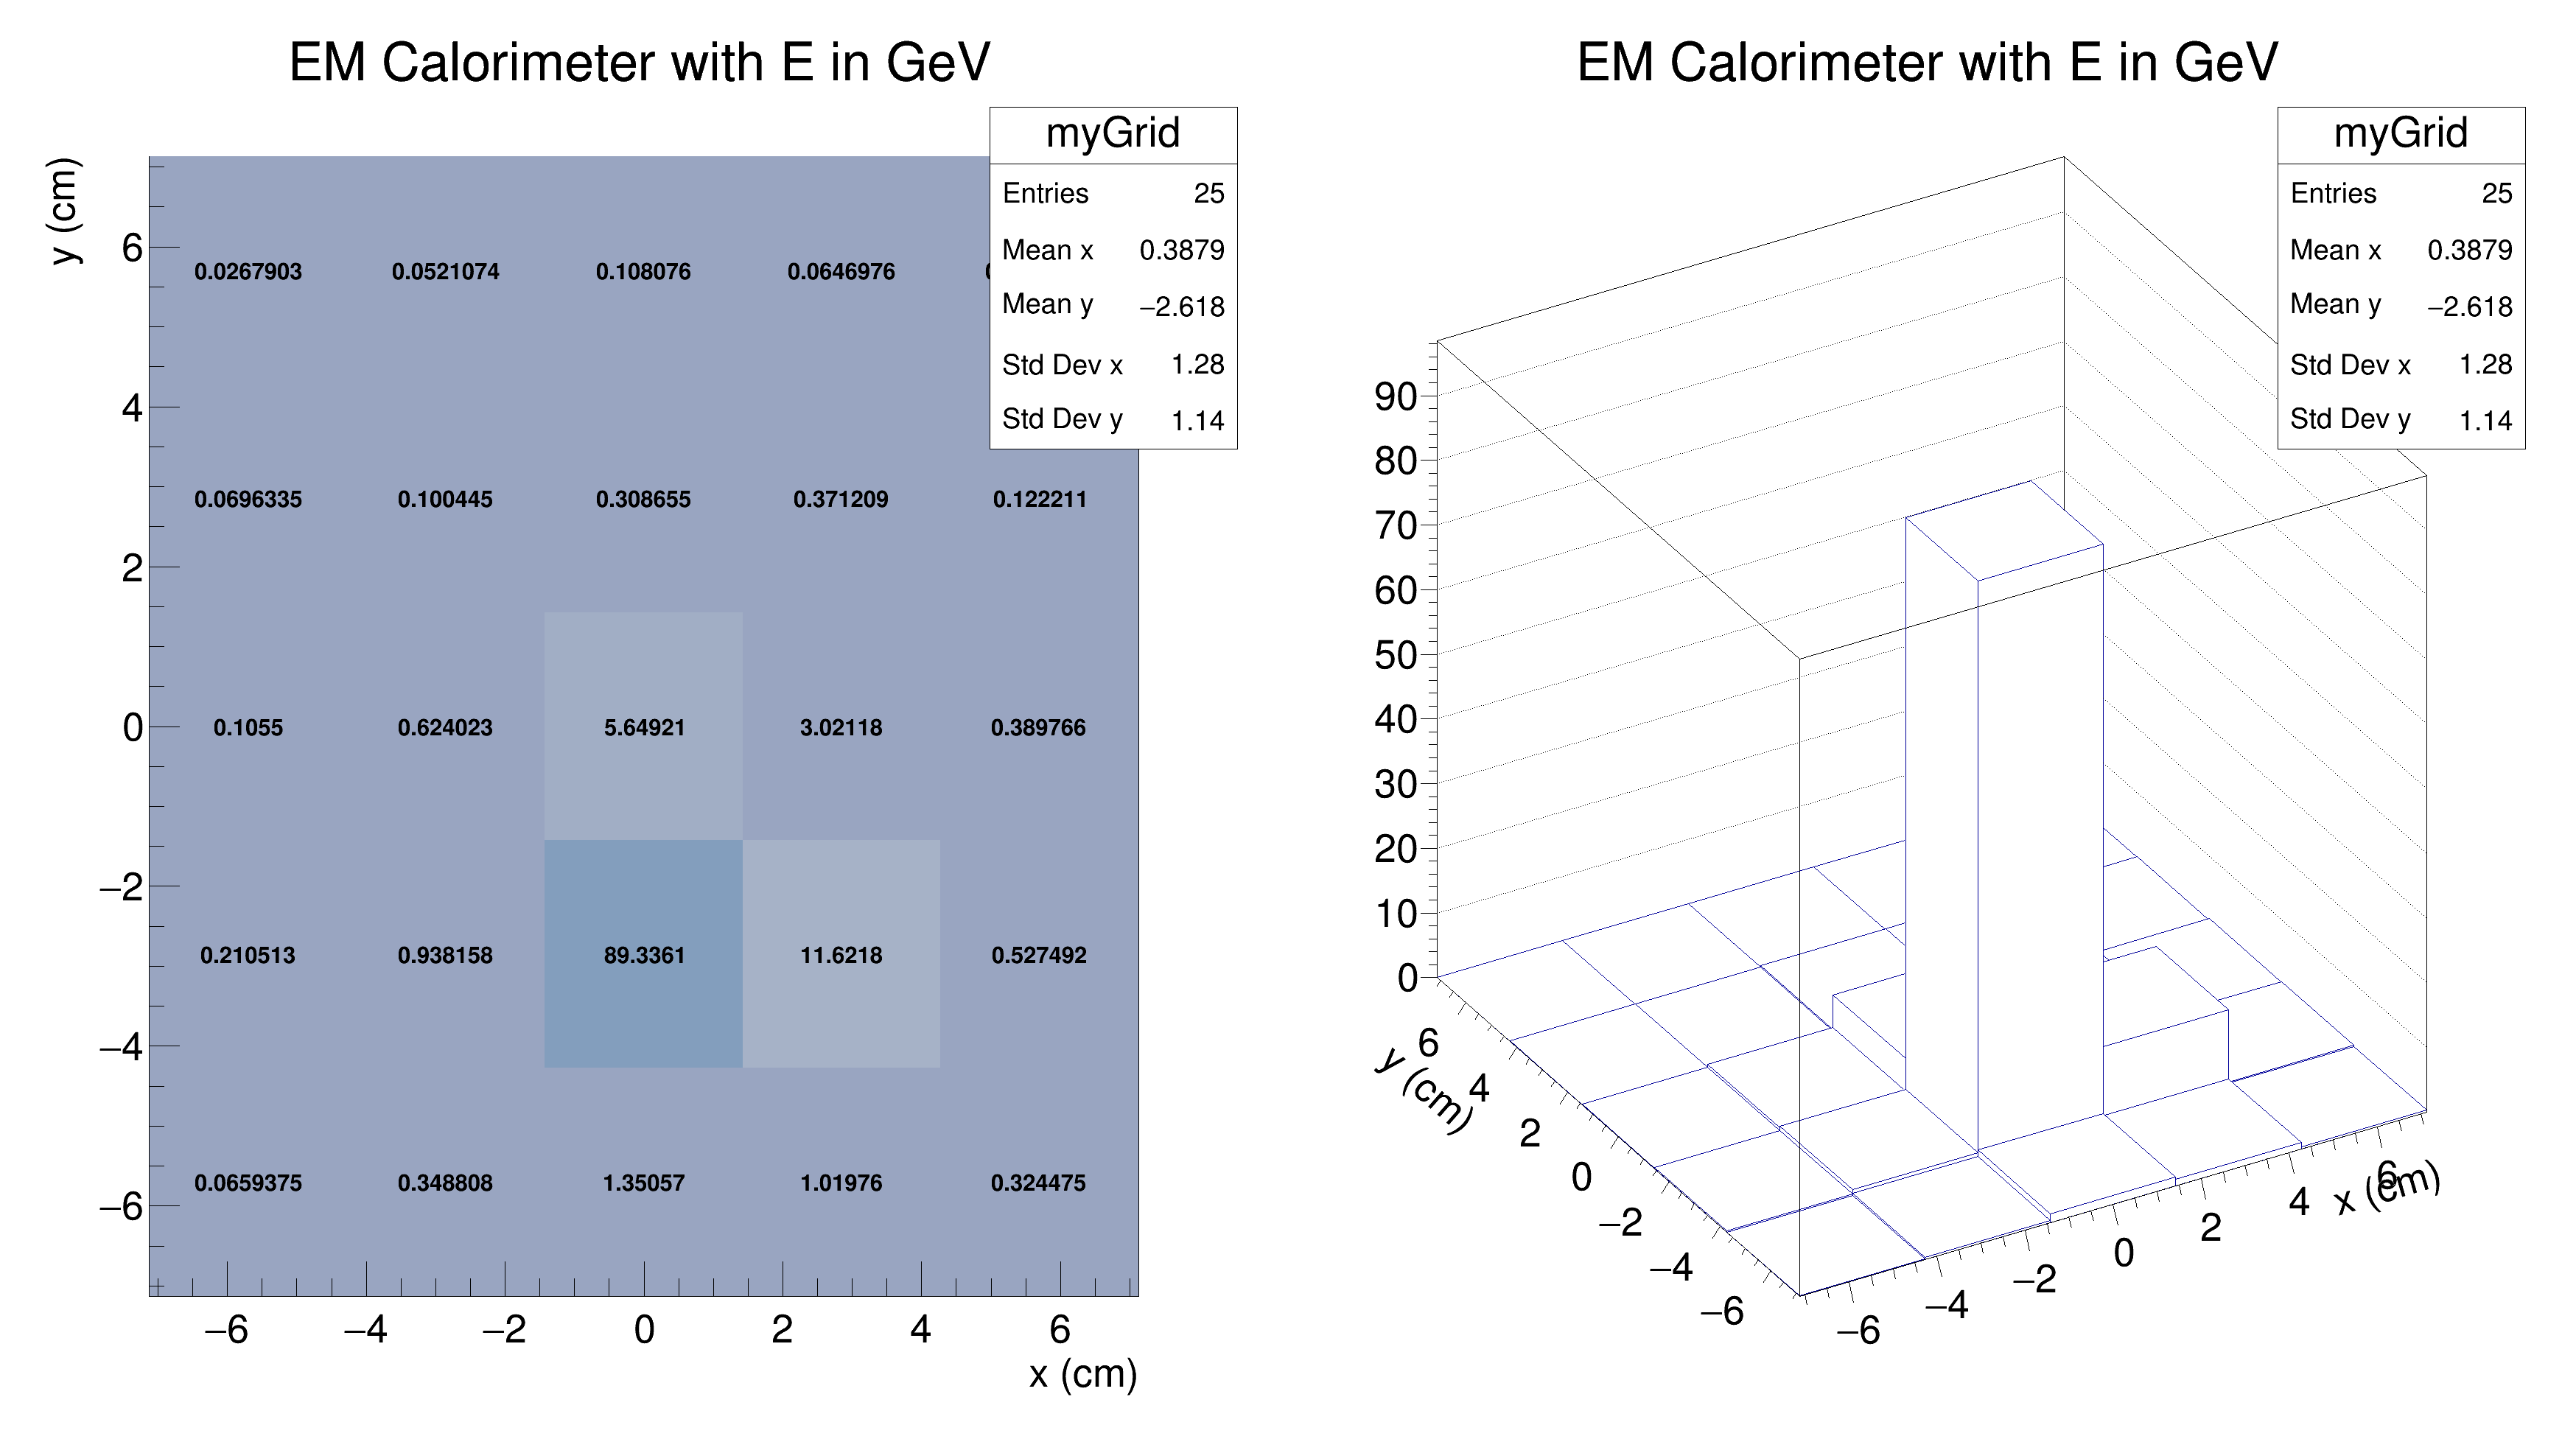 EM Calorimeter with E in GeV
myGrid
Entries 25
Mean x 0.3879
Mean y −2.618
Std Dev x 1.28
Std Dev y 1.14
y (cm)
6
4
2
0
−2
−4
−6
0.0267903 0.0521074 0.108076 0.0646976
0.0696335 0.100445 0.308655 0.371209 0.122211
0.1055 0.624023 5.64921 3.02118 0.389766
0.210513 0.938158 89.3361 11.6218 0.527492
0.0659375 0.348808 1.35057 1.01976 0.324475
−6 −4 −2 0 2 4 6
x (cm)
EM Calorimeter with E in GeV
myGrid
Entries 25
Mean x 0.3879
Mean y −2.618
Std Dev x 1.28
Std Dev y 1.14
90
80
70
60
50
40
30
20
10
0
y (cm)
6
4
2
0
−2
−4
−6
−6
−4
−2
0
2
4
6
x (cm)